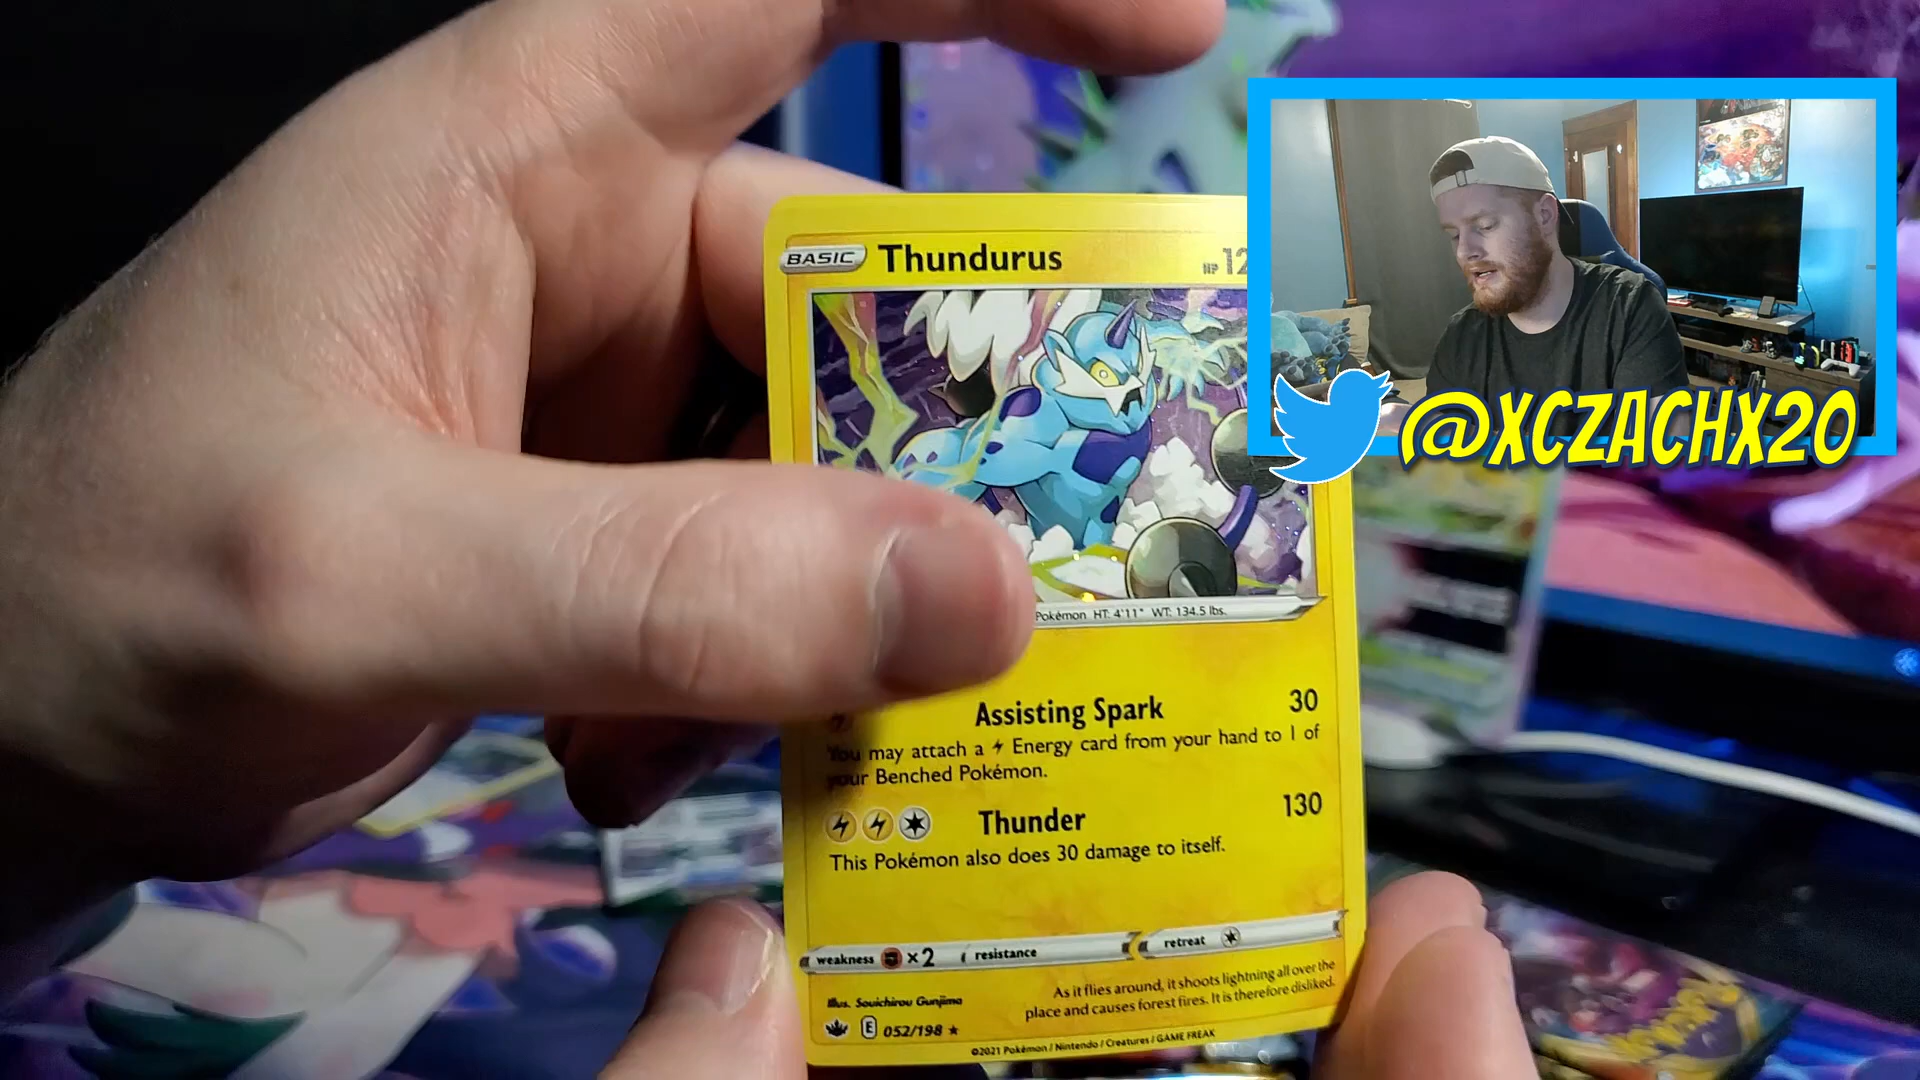 BASIC Thundurus HP 12
@XCZACHX20
Pokémon HT: 4'11" WT: 134.5 lbs.
Assisting Spark 30
You may attach a Energy card from your hand to 1 of
your Benched Pokémon.
Thunder 130
This Pokémon also does 30 damage to itself.
weakness ×2 resistance retreat
As it flies around, it shoots lightning all over the
place and causes forest fires. It is therefore disliked.
Illus. Souichirou Gunjima
E 052/198 ★
©2021 Pokémon / Nintendo / Creatures / GAME FREAK